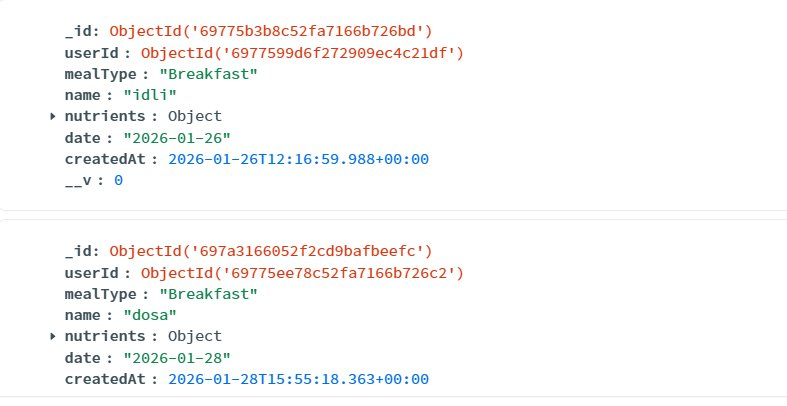 _id: ObjectId('69775b3b8c52fa7166b726bd')
userId : ObjectId('6977599d6f272909ec4c21df')
mealType : "Breakfast"
name : "idli"
nutrients : Object
date : "2026-01-26"
createdAt : 2026-01-26T12:16:59.988+00:00
__v : 0
_id: ObjectId('697a3166052f2cd9bafbeefc')
userId : ObjectId('69775ee78c52fa7166b726c2')
mealType : "Breakfast"
name : "dosa"
nutrients : Object
date : "2026-01-28"
createdAt : 2026-01-28T15:55:18.363+00:00